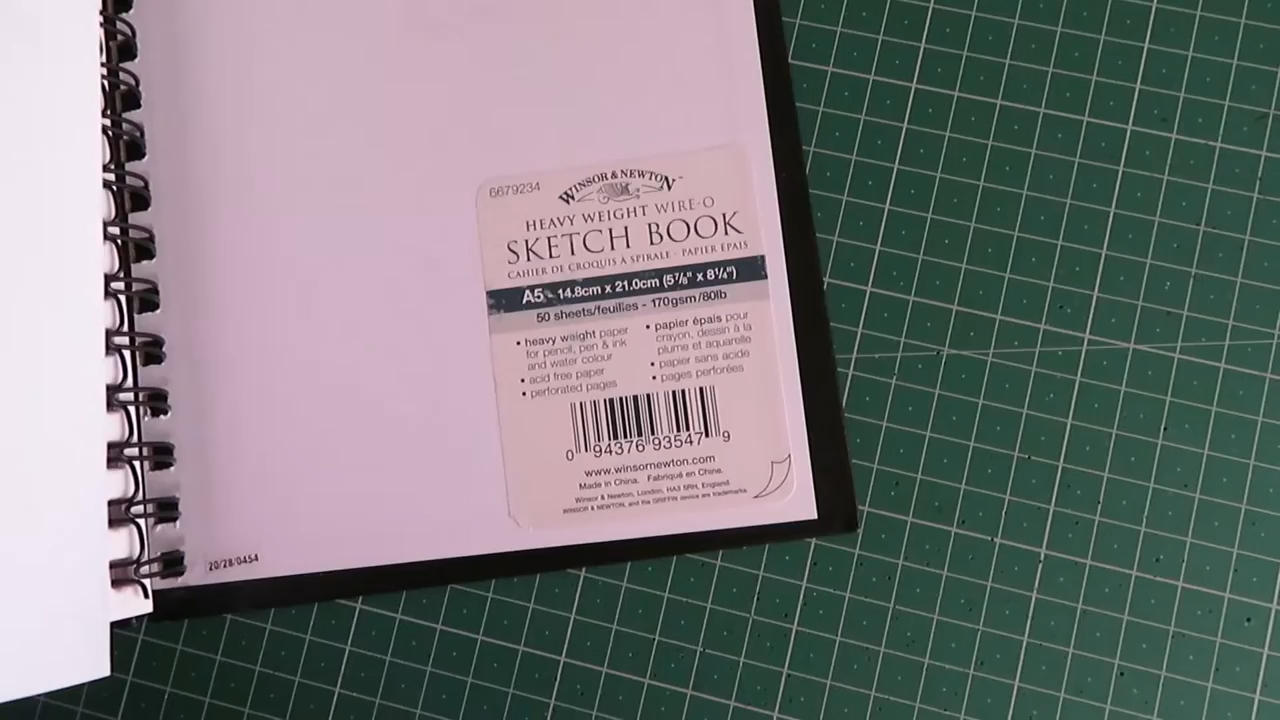 6679234
WINSOR & NEWTON™
HEAVY WEIGHT WIRE-O
SKETCH BOOK
CAHIER DE CROQUIS À SPIRALE - PAPIER ÉPAIS
A5 - 14.8cm x 21.0cm (5⅞" x 8¼")
50 sheets/feuilles - 170gsm/80lb
• heavy weight paper
for pencil, pen & ink
and water colour
• acid free paper
• perforated pages
• papier épais pour
crayon, dessin à la
plume et aquarelle
• papier sans acide
• pages perforées
0 94376 93547 9
www.winsornewton.com
Made in China. Fabriqué en Chine.
Winsor & Newton, London, HA3 5RH, England.
WINSOR & NEWTON, and the GRIFFIN device are trademarks
20/28/0454